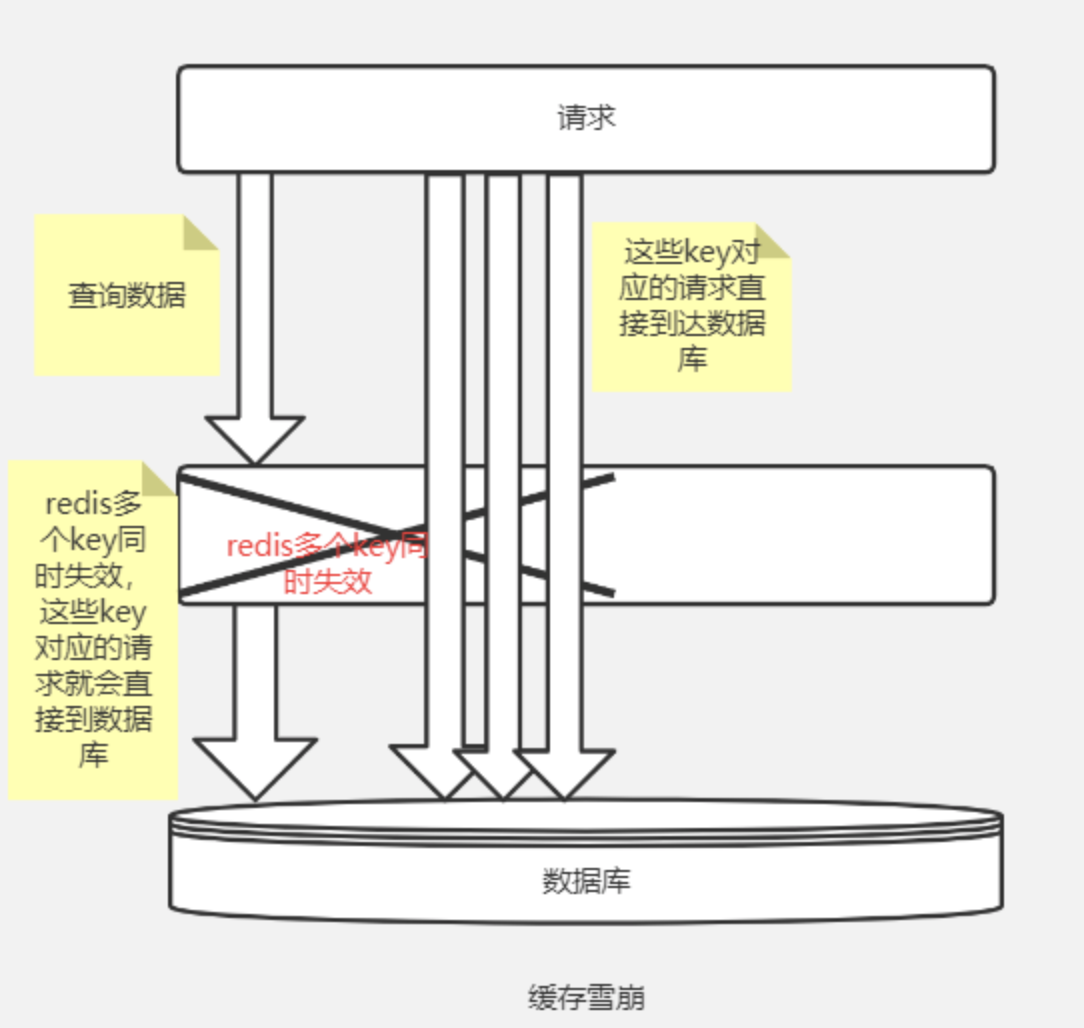 请求
查询数据
这些key对
应的请求直
接到达数据
库
redis多
个key同
时失效,
这些key
对应的请
求就会直
接到数据
库
redis多个key同
时失效
数据库
缓存雪崩